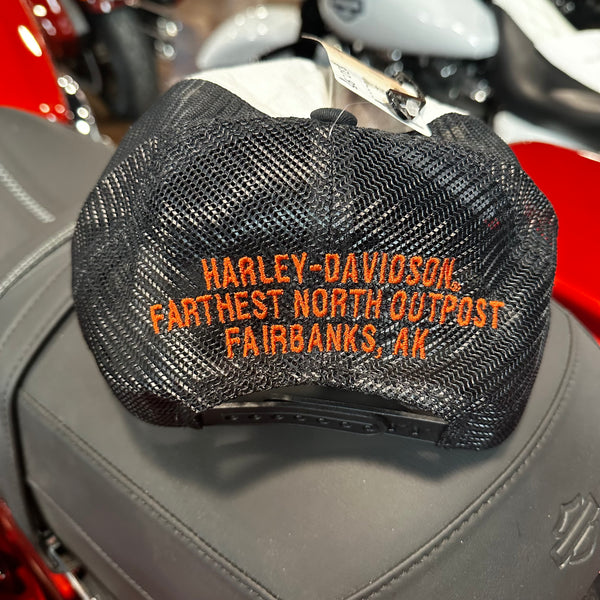 HARLEY-DAVIDSON
FARTHEST NORTH OUTPOST
FAIRBANKS, AK